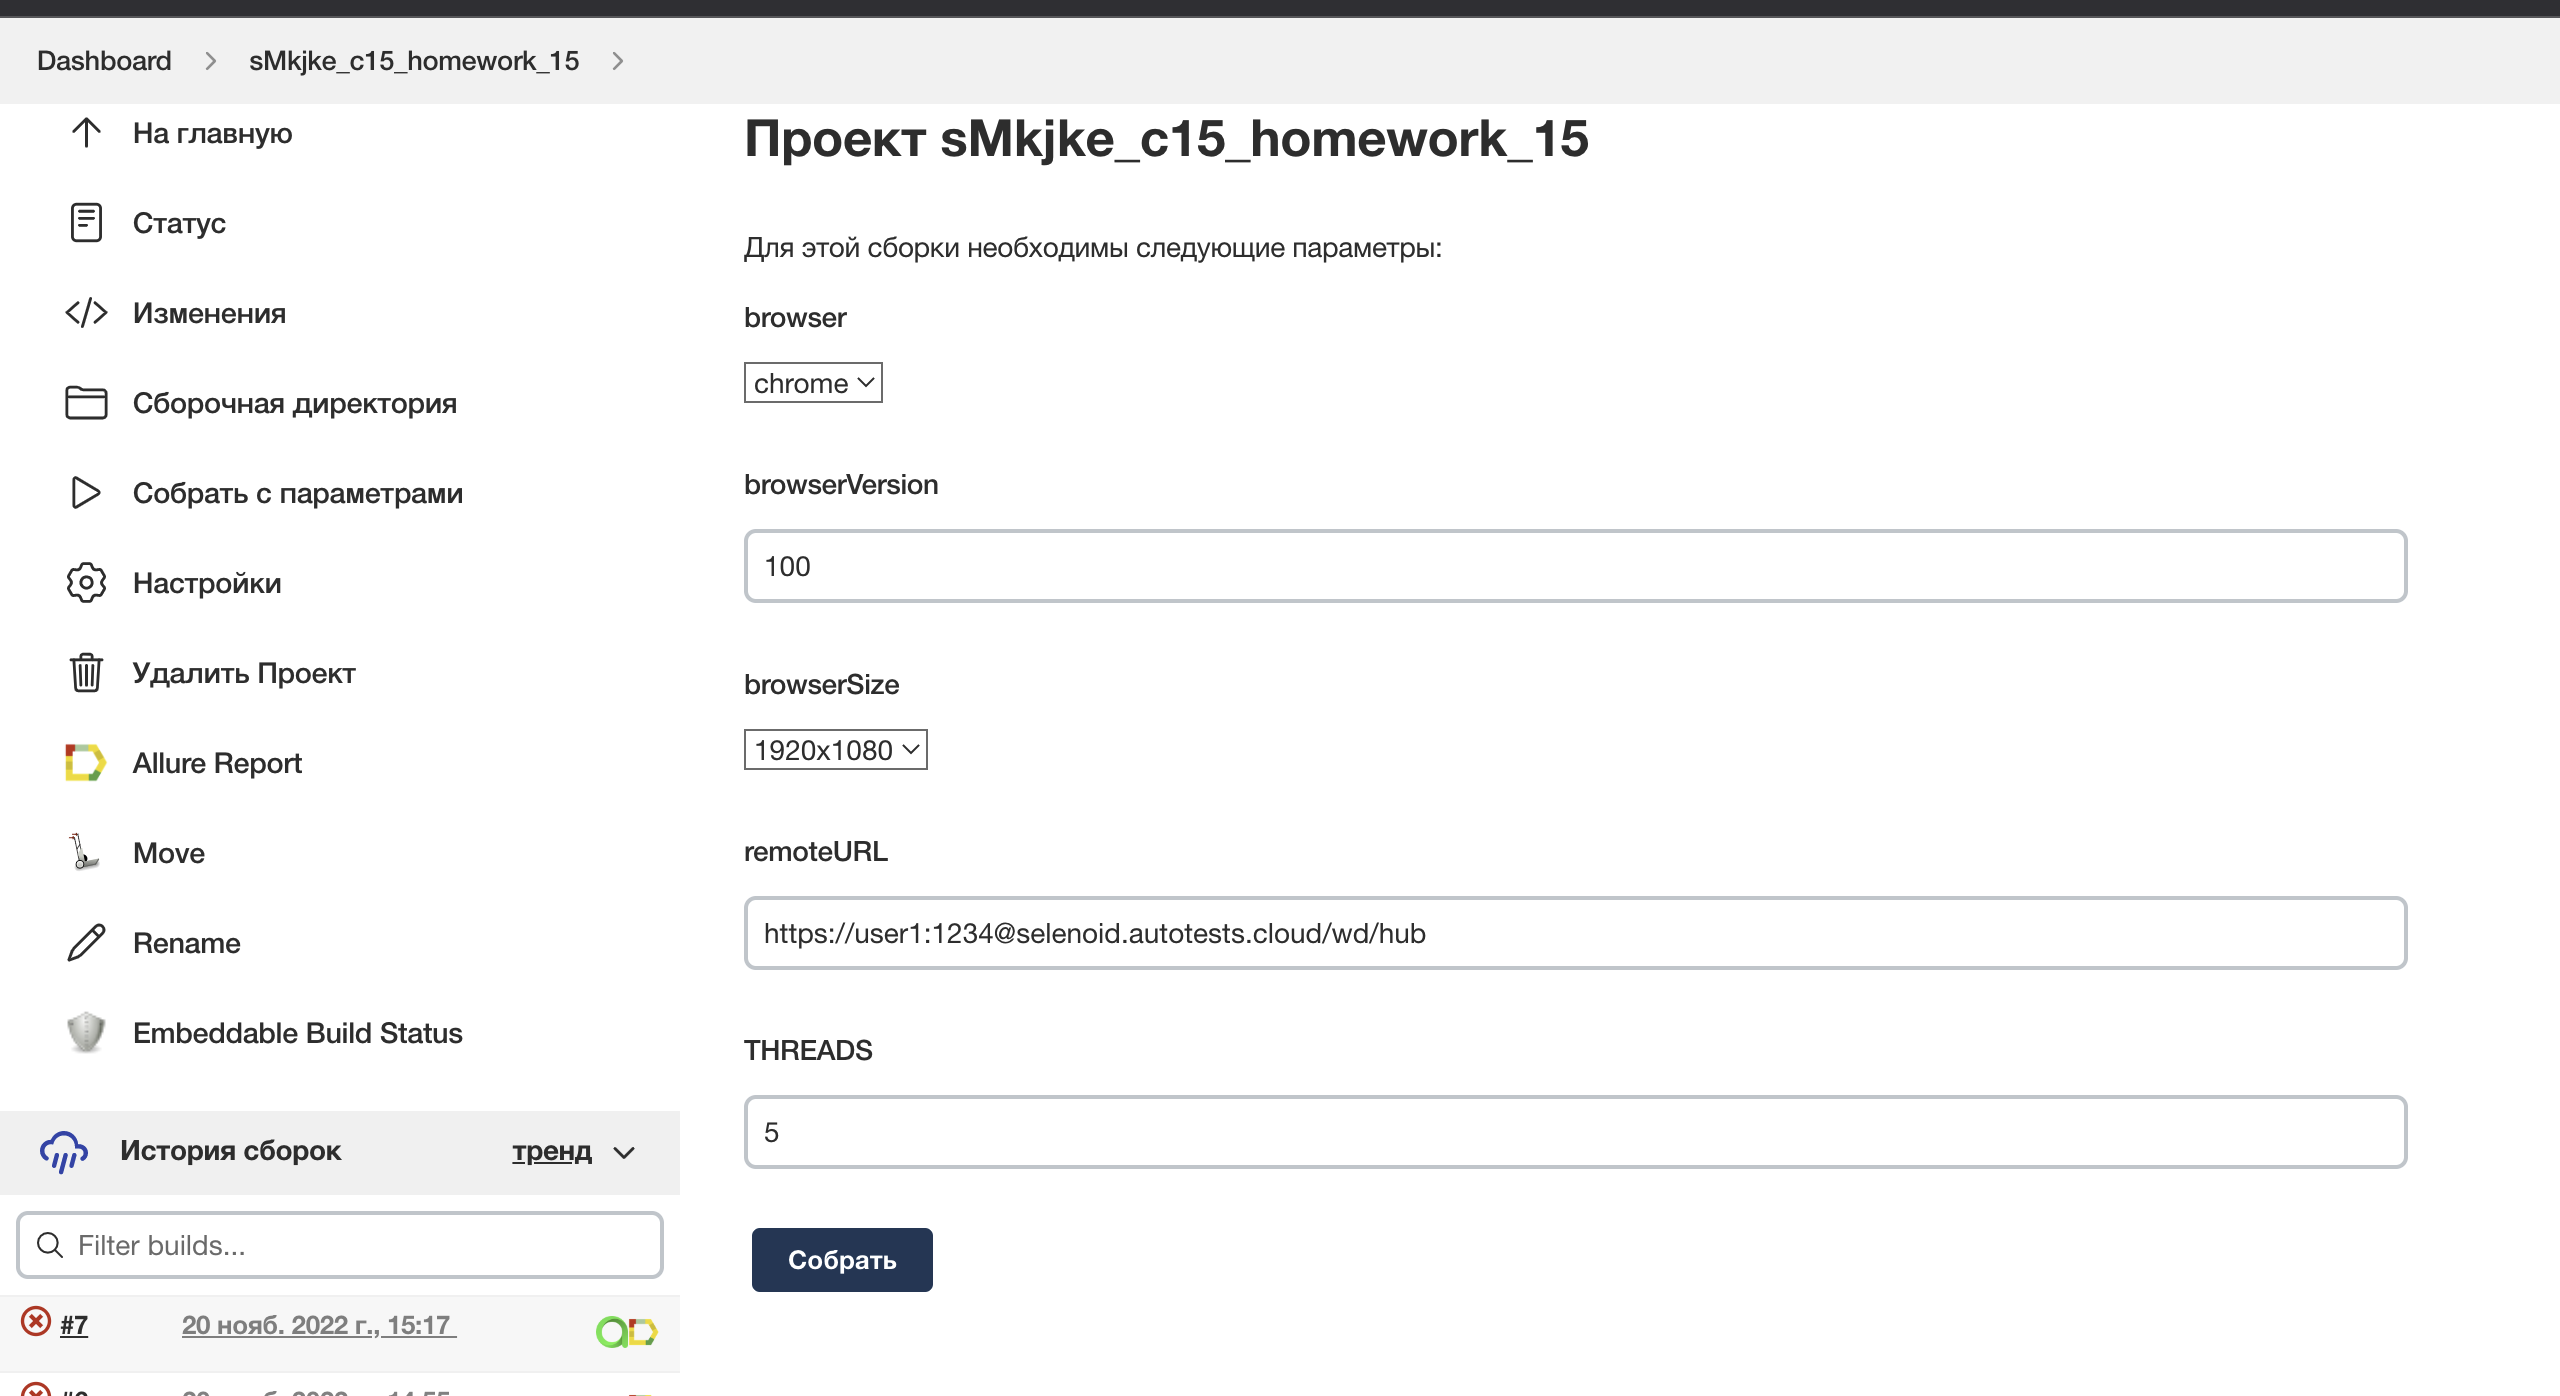 Dashboard
sMkjke_c15_homework_15
На главную
Статус
Изменения
Сборочная директория
Собрать с параметрами
Настройки
Удалить Проект
Allure Report
Move
Rename
Embeddable Build Status
История сборок
тренд
Filter builds...
#7
20 нояб. 2022 г., 15:17
Проект sMkjke_c15_homework_15
Для этой сборки необходимы следующие параметры:
browser
chrome
browserVersion
100
browserSize
1920x1080
remoteURL
https://user1:1234@selenoid.autotests.cloud/wd/hub
THREADS
5
Собрать